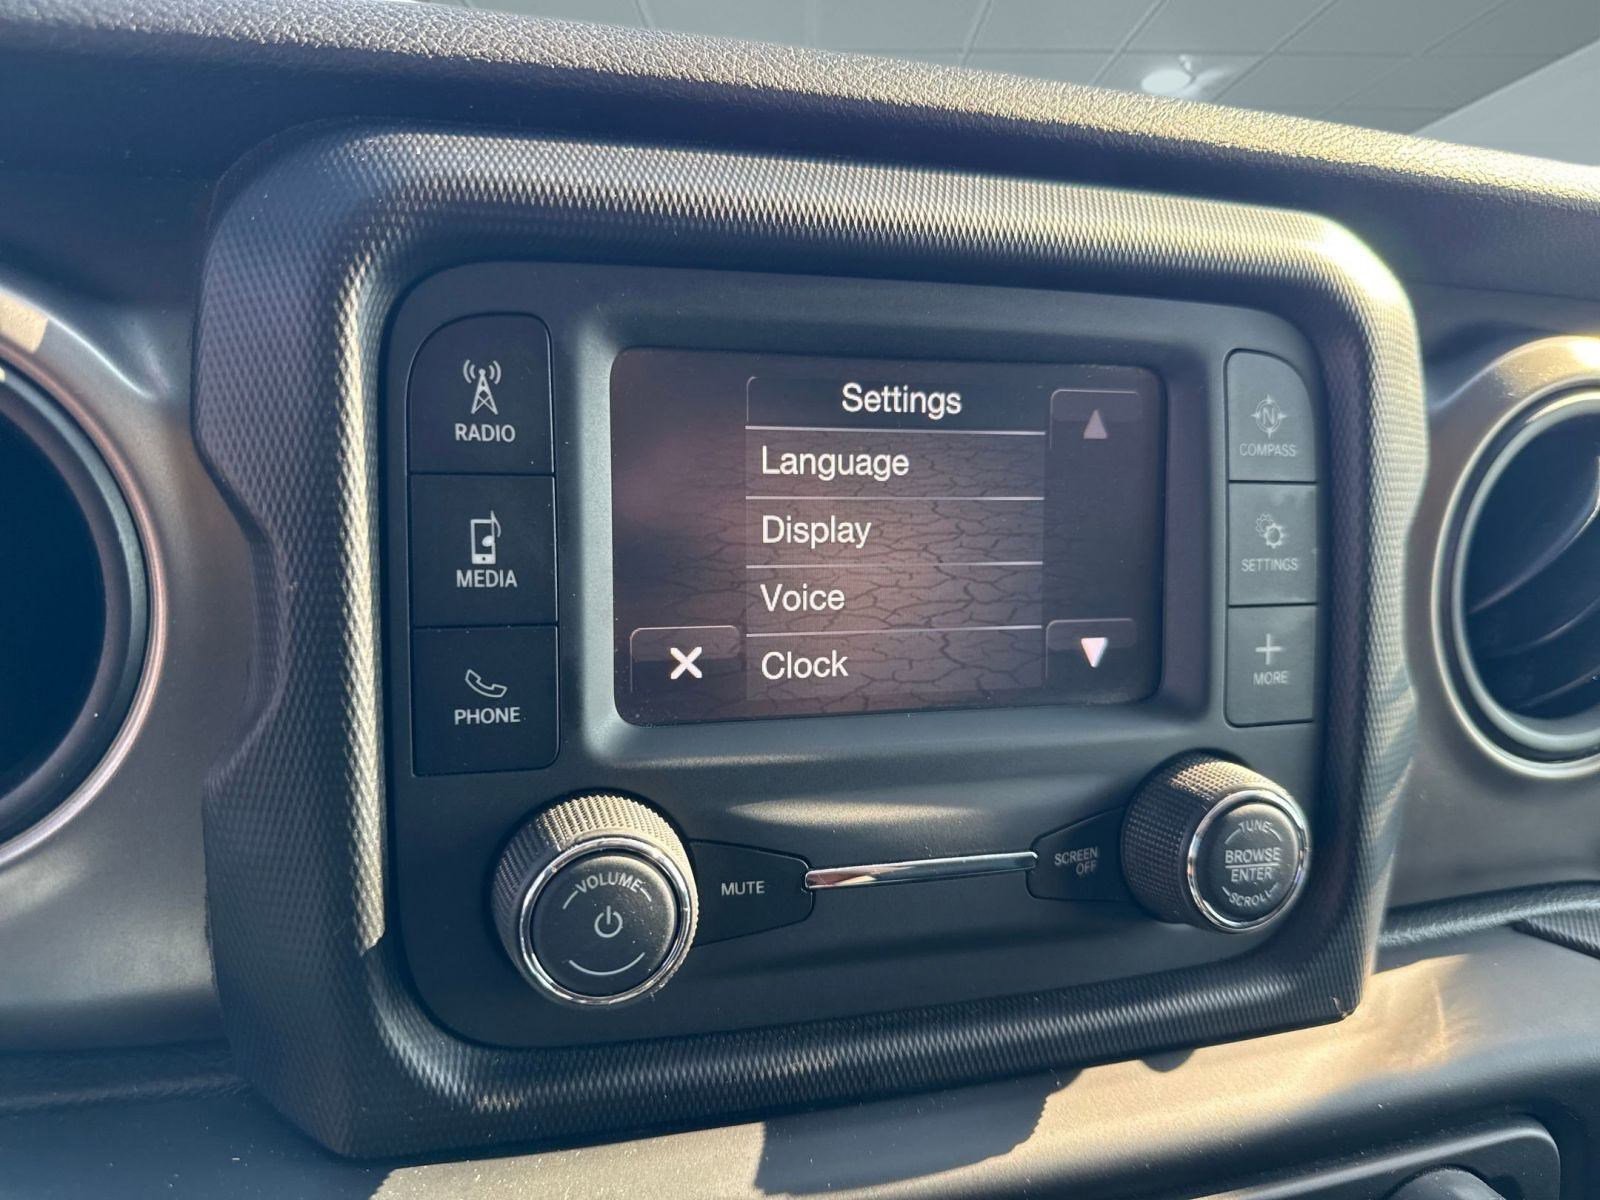 RADIO
MEDIA
PHONE
Settings
Language
Display
Voice
Clock
N
COMPASS
SETTINGS
MORE
VOLUME
MUTE
SCREEN
OFF
TUNE
BROWSE
ENTER
SCROLL